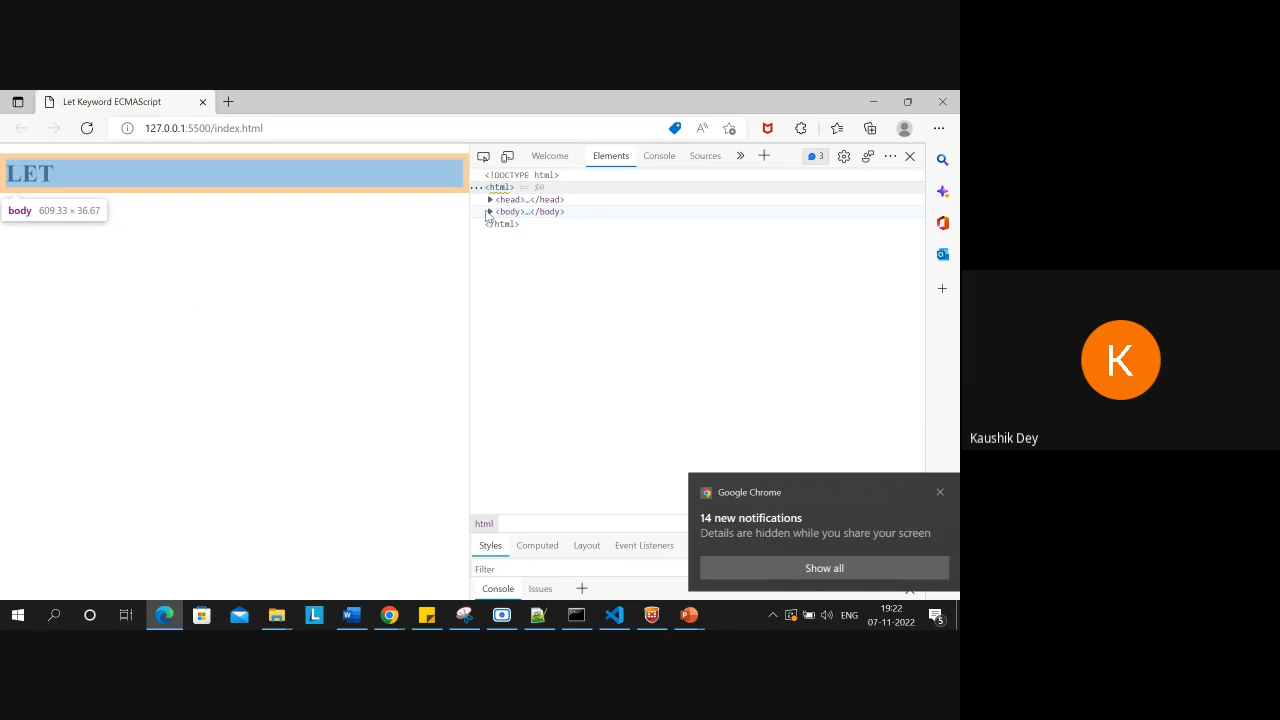 Let Keyword ECMAScript
127.0.0.1:5500/index.html
LET
body 609.33 × 36.67
Welcome Elements Console Sources 3
<!DOCTYPE html>
<html> == $0
<head>…</head>
<body>…</body>
</html>
html
Styles Computed Layout Event Listeners
Filter
Console Issues
Google Chrome
14 new notifications
Details are hidden while you share your screen
Show all
K
Kaushik Dey
ENG
19:22
07-11-2022
5